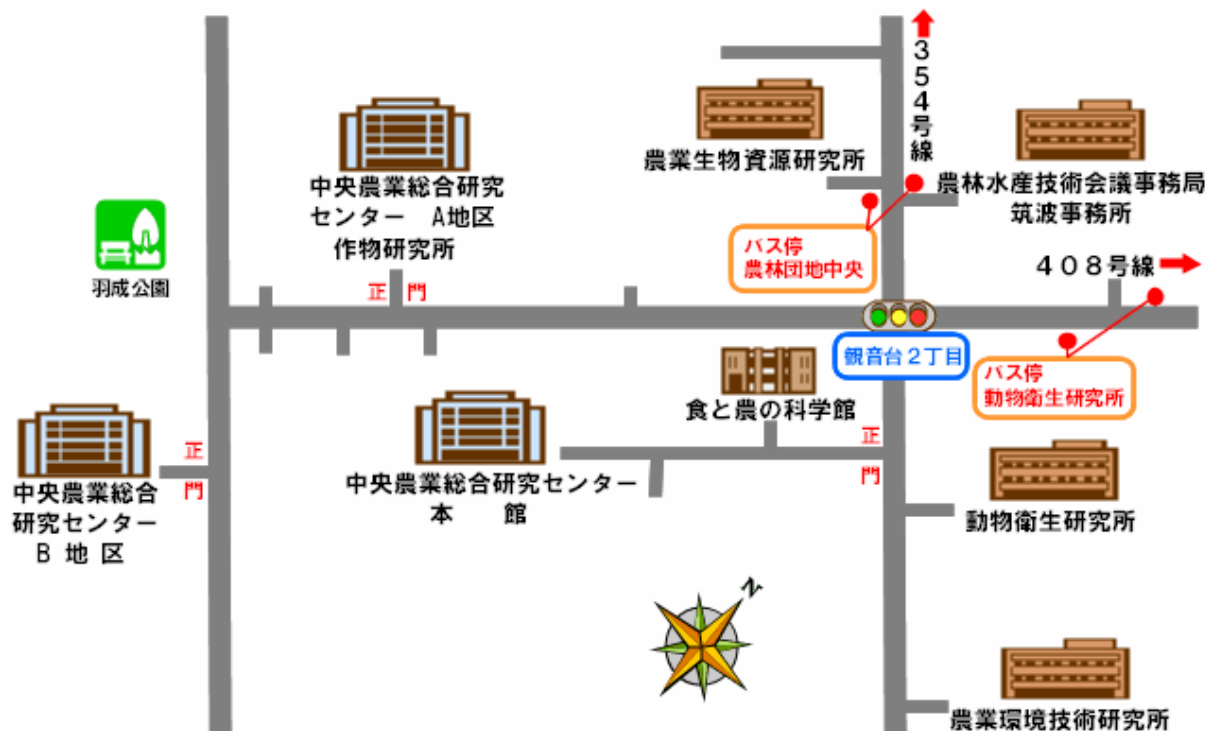 354号線
農業生物資源研究所
農林水産技術会議事務局
筑波事務所
中央農業総合研究
センター　A地区
作物研究所
バス停
農林団地中央
408号線
羽成公園
正門
観音台2丁目
バス停
動物衛生研究所
食と農の科学館
正門
正門
中央農業総合
研究センター
B地区
中央農業総合研究センター
本　館
動物衛生研究所
N
農業環境技術研究所